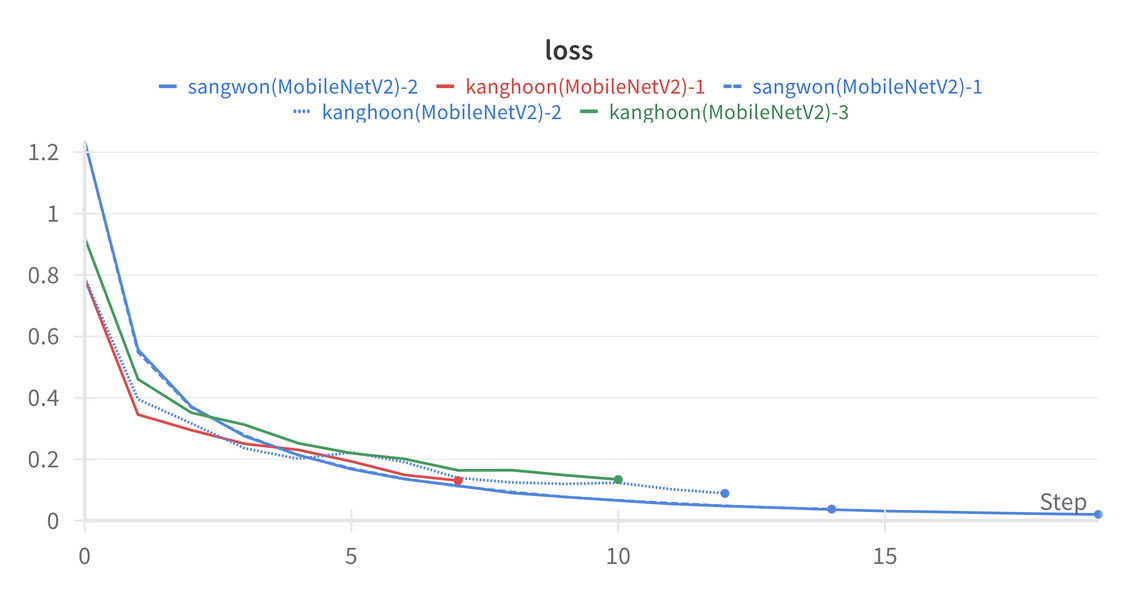 loss
sangwon(MobileNetV2)-2 kanghoon(MobileNetV2)-1 sangwon(MobileNetV2)-1
kanghoon(MobileNetV2)-2 kanghoon(MobileNetV2)-3
1.2
1
0.8
0.6
0.4
0.2
0
Step
0 5 10 15